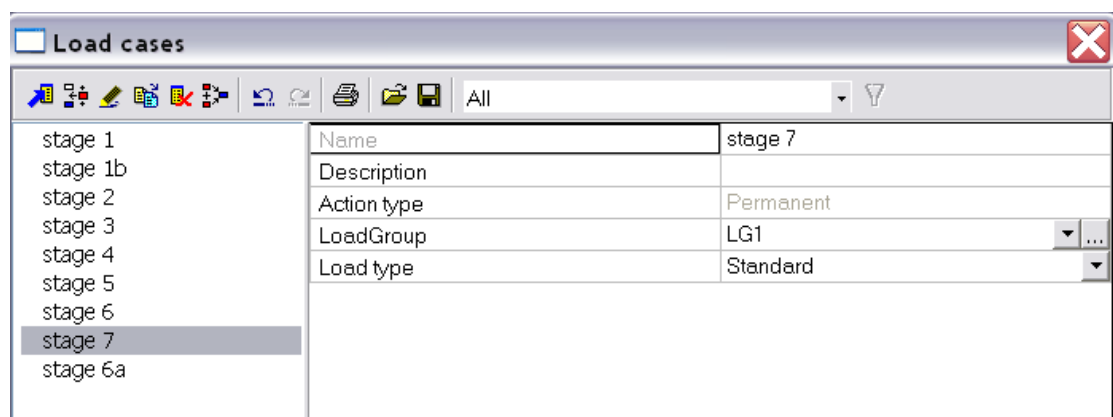 Load cases
All
stage 1
stage 1b
stage 2
stage 3
stage 4
stage 5
stage 6
stage 7
stage 6a
Name stage 7
Description
Action type Permanent
LoadGroup LG1 ...
Load type Standard